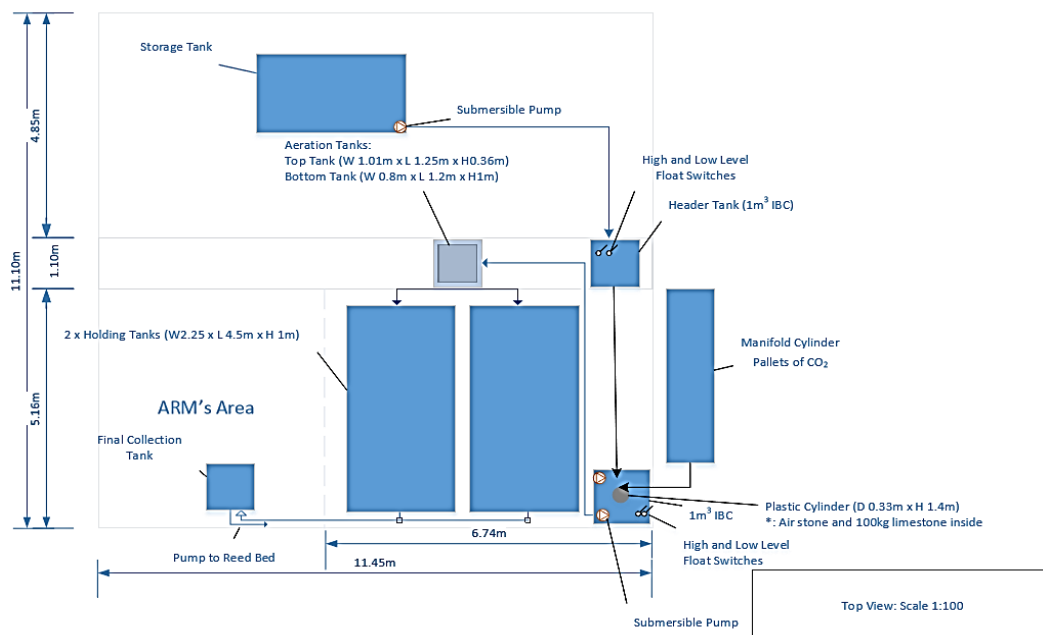 Storage Tank
Submersible Pump
Aeration Tanks:
Top Tank (W 1.01m x L 1.25m x H0.36m)
Bottom Tank (W 0.8m x L 1.2m x H1m)
High and Low Level
Float Switches
Header Tank (1m³ IBC)
4.85m
1.10m
11.10m
5.16m
2 x Holding Tanks (W2.25 x L 4.5m x H 1m)
Manifold Cylinder
Pallets of CO₂
ARM's Area
Final Collection
Tank
Plastic Cylinder (D 0.33m x H 1.4m)
*: Air stone and 100kg limestone inside
1m³ IBC
6.74m
High and Low Level
Float Switches
Pump to Reed Bed
11.45m
Submersible Pump
Top View: Scale 1:100